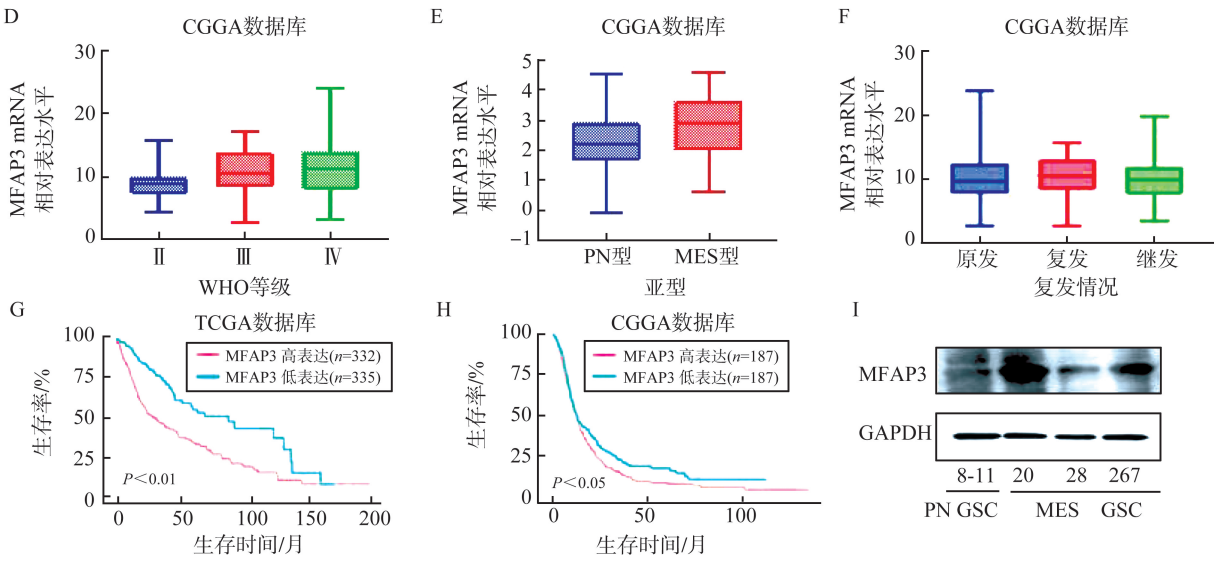 D
CGGA数据库
MFAP3 mRNA
相对表达水平
30
20
10
0
Ⅱ
Ⅲ
Ⅳ
WHO等级
E
CGGA数据库
MFAP3 mRNA
相对表达水平
5
4
3
2
1
0
−1
PN型
MES型
亚型
F
CGGA数据库
MFAP3 mRNA
相对表达水平
30
20
10
0
原发
复发
继发
复发情况
G
TCGA数据库
生存率/%
100
75
50
25
0
MFAP3 高表达(n=332)
MFAP3 低表达(n=335)
P＜0.01
0 50 100 150 200
生存时间/月
H
CGGA数据库
生存率/%
100
75
50
25
0
MFAP3 高表达(n=187)
MFAP3 低表达(n=187)
P＜0.05
0 50 100
生存时间/月
I
MFAP3
GAPDH
8-11 20 28 267
PN GSC MES GSC